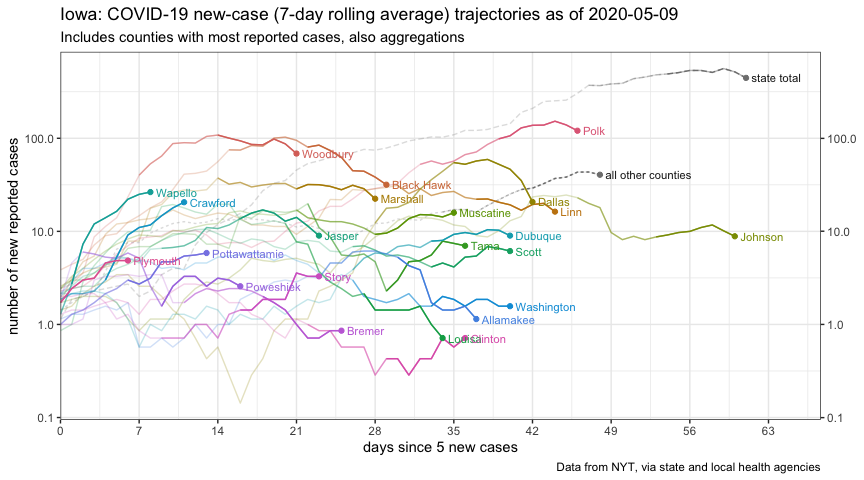 Iowa: COVID-19 new-case (7-day rolling average) trajectories as of 2020-05-09
Includes counties with most reported cases, also aggregations
number of new reported cases
100.0
10.0
1.0
0.1
state total
Polk
Woodbury
all other counties
Black Hawk
Wapello
Marshall
Crawford
Dallas
Linn
Muscatine
Jasper
Dubuque
Johnson
Tama
Scott
Plymouth
Pottawattamie
Story
Poweshiek
Washington
Allamakee
Bremer
Louisa
Clinton
100.0
10.0
1.0
0.1
0 7 14 21 28 35 42 49 56 63
days since 5 new cases
Data from NYT, via state and local health agencies